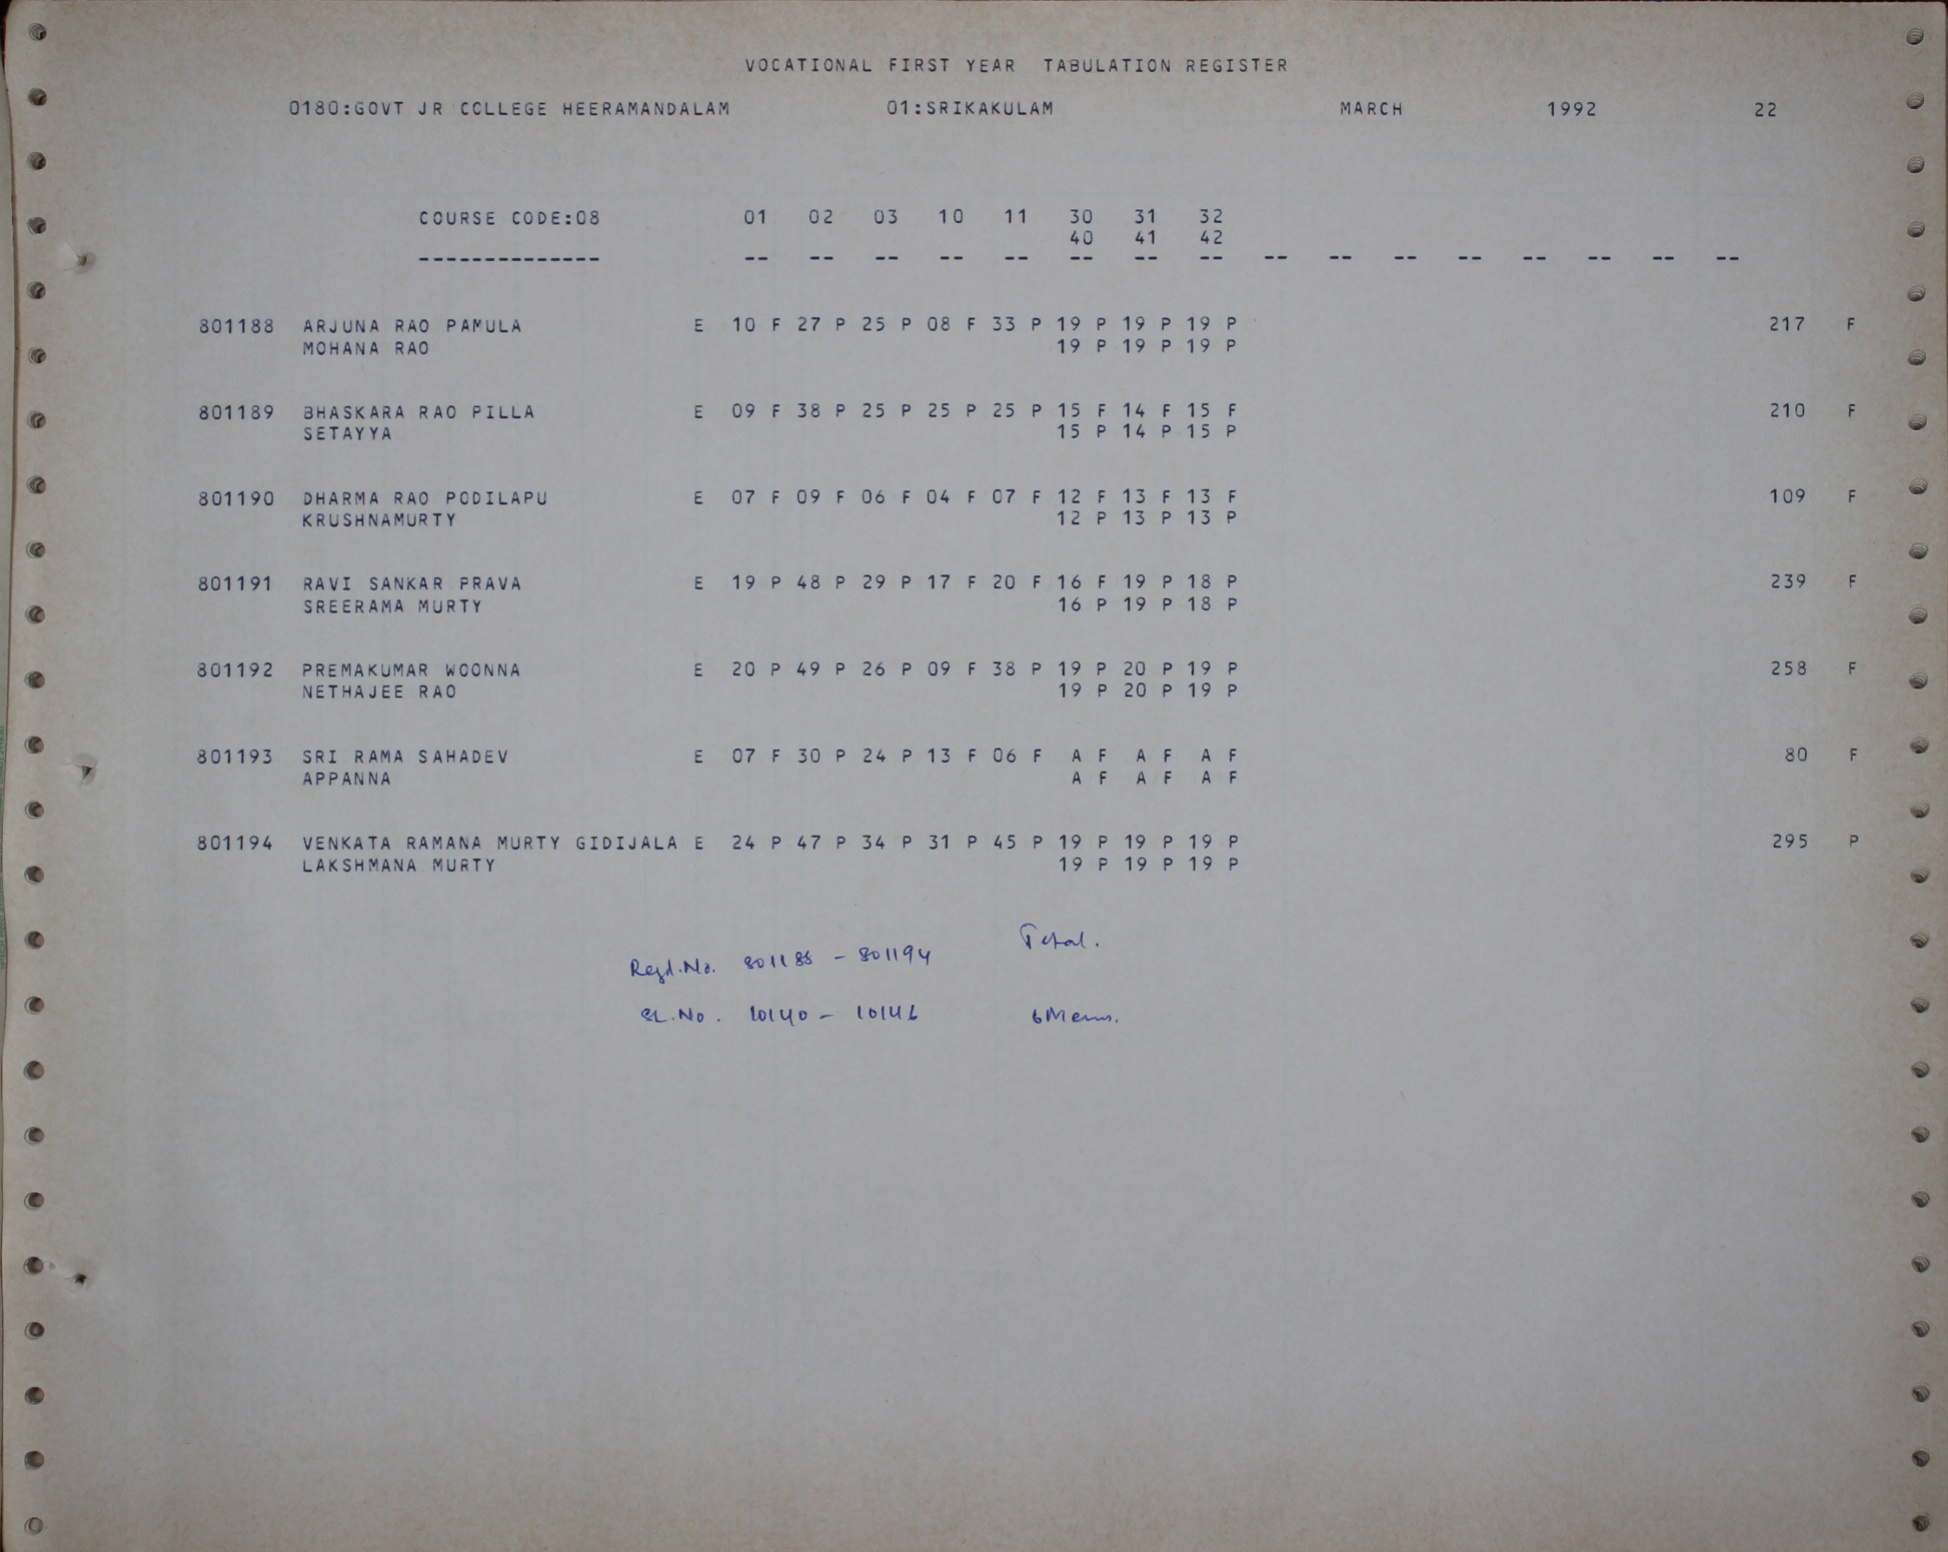 VOCATIONAL FIRST YEAR TABULATION REGISTER
0180:GOVT JR COLLEGE HEERAMANDALAM 01:SRIKAKULAM MARCH 1992 22
COURSE CODE:08 01 02 03 10 11 30 31 32
40 41 42
-------------- -- -- -- -- -- -- -- -- -- -- -- -- -- -- -- --
801188 ARJUNA RAO PAMULA E 10 F 27 P 25 P 08 F 33 P 19 P 19 P 19 P 217 F
MOHANA RAO 19 P 19 P 19 P
801189 BHASKARA RAO PILLA E 09 F 38 P 25 P 25 P 25 P 15 F 14 F 15 F 210 F
SETAYYA 15 P 14 P 15 P
801190 DHARMA RAO PODILAPU E 07 F 09 F 06 F 04 F 07 F 12 F 13 F 13 F 109 F
KRUSHNAMURTY 12 P 13 P 13 P
801191 RAVI SANKAR PRAVA E 19 P 48 P 29 P 17 F 20 F 16 F 19 P 18 P 239 F
SREERAMA MURTY 16 P 19 P 18 P
801192 PREMAKUMAR WOONNA E 20 P 49 P 26 P 09 F 38 P 19 P 20 P 19 P 258 F
NETHAJEE RAO 19 P 20 P 19 P
801193 SRI RAMA SAHADEV E 07 F 30 P 24 P 13 F 06 F A F A F A F 80 F
APPANNA A F A F A F
801194 VENKATA RAMANA MURTY GIDIJALA E 24 P 47 P 34 P 31 P 45 P 19 P 19 P 19 P 295 P
LAKSHMANA MURTY 19 P 19 P 19 P
Total.
Regd.No. 801188 - 801194
SL.No. 10140 - 10146 6 Mem.